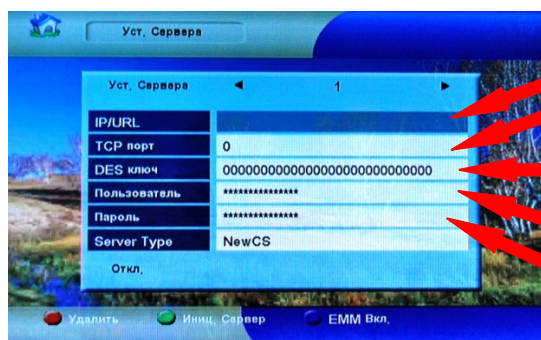 Уст. Сервера
Уст. Сервера 1
IP/URL
TCP порт 0
DES ключ 0000000000000000000000000000
Пользователь ***************
Пароль ***************
Server Type NewCS
Откл.
Удалить Иниц. Сервер EMM Вкл.